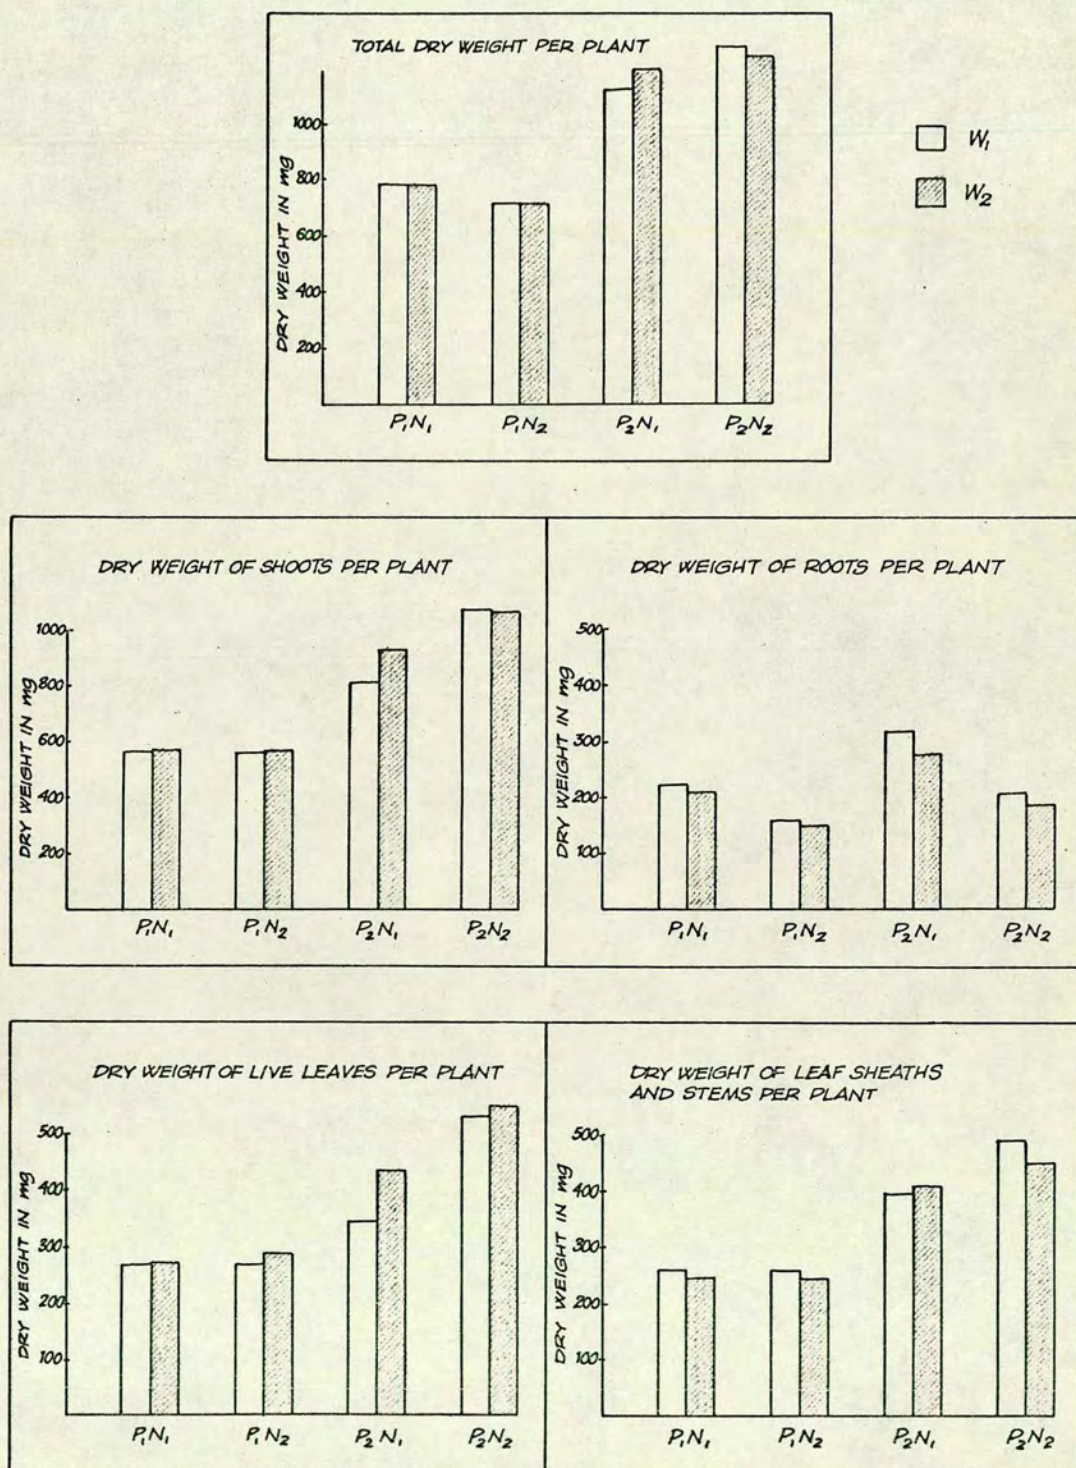 TOTAL DRY WEIGHT PER PLANT
DRY WEIGHT IN mg
1000
800
600
400
200
P₁N₁ P₁N₂ P₂N₁ P₂N₂
W₁
W₂
DRY WEIGHT OF SHOOTS PER PLANT
DRY WEIGHT IN mg
1000
800
600
400
200
P₁N₁ P₁N₂ P₂N₁ P₂N₂
DRY WEIGHT OF ROOTS PER PLANT
DRY WEIGHT IN mg
500
400
300
200
100
P₁N₁ P₁N₂ P₂N₁ P₂N₂
DRY WEIGHT OF LIVE LEAVES PER PLANT
DRY WEIGHT IN mg
500
400
300
200
100
P₁N₁ P₁N₂ P₂N₁ P₂N₂
DRY WEIGHT OF LEAF SHEATHS
AND STEMS PER PLANT
DRY WEIGHT IN mg
500
400
300
200
100
P₁N₁ P₁N₂ P₂N₁ P₂N₂